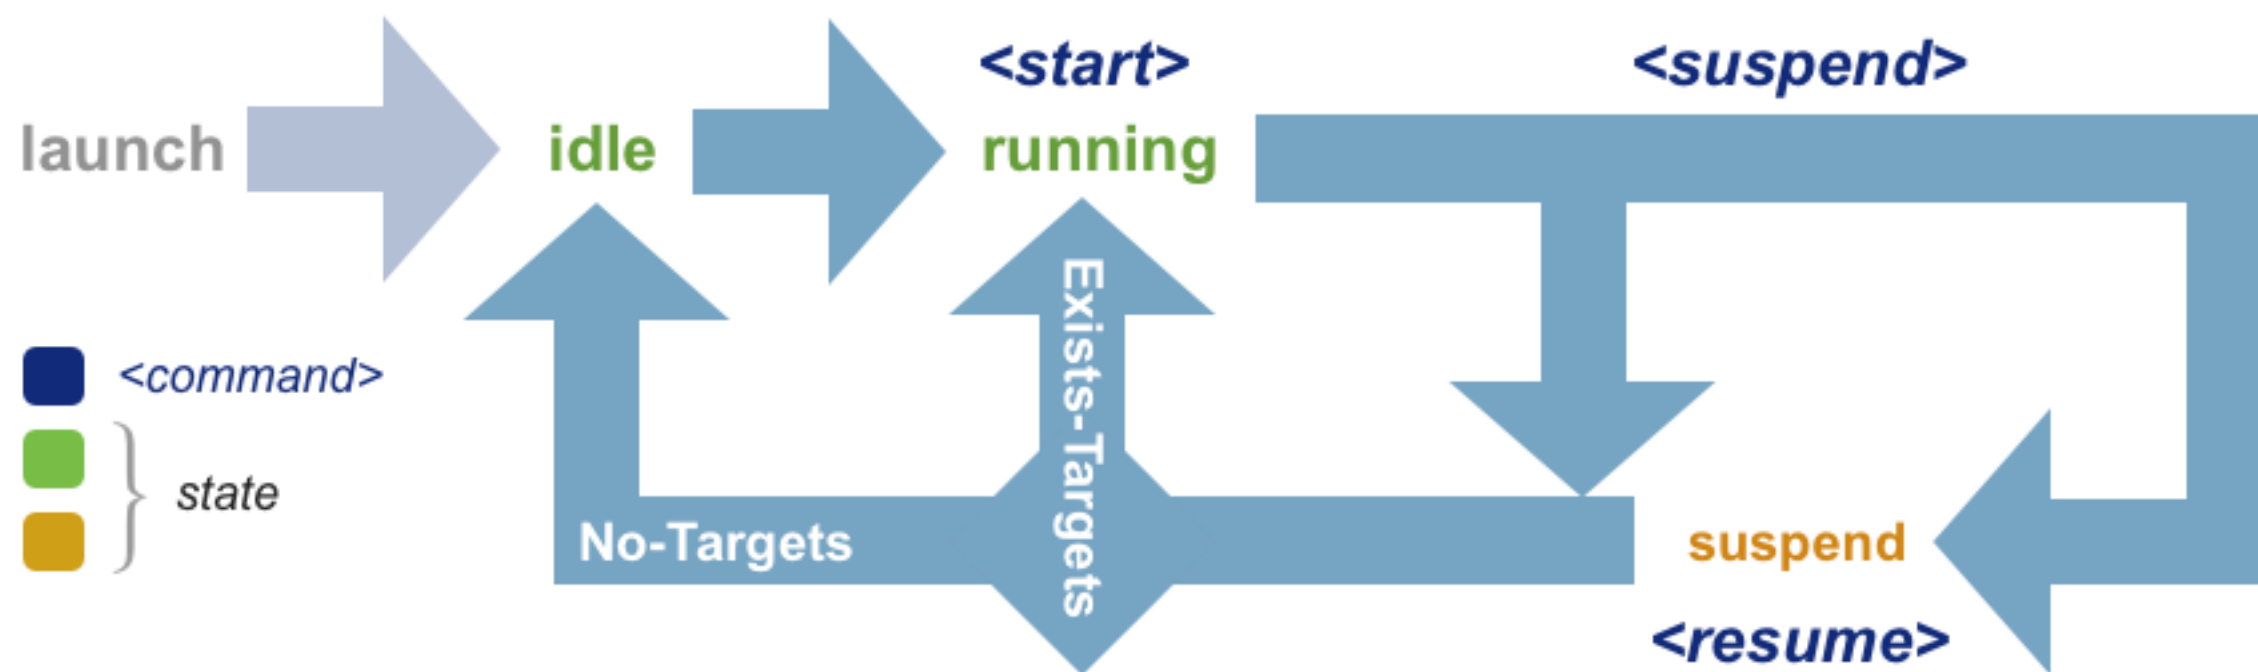 <start>
<suspend>
launch
idle
running
Exists-Targets
<command>
state
No-Targets
suspend
<resume>